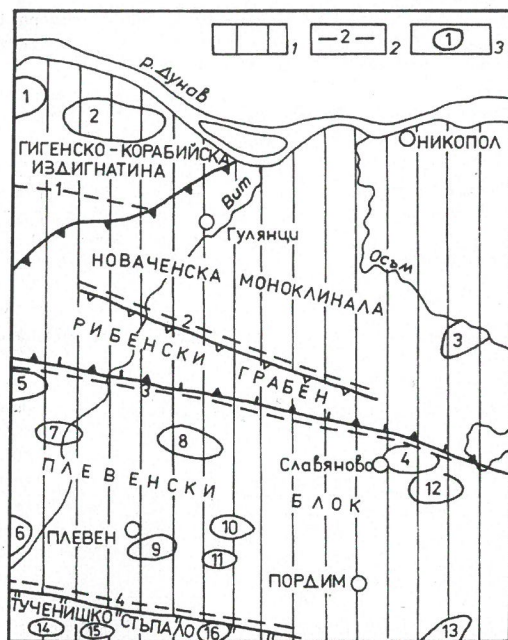 1
— 2 — 2
1 3
р. Дунав
1
2
НИКОПОЛ
ГИГЕНСКО-КОРАБИЙСКА
ИЗДИГНАТИНА
1
Вит
Гулянци
Осъм
НОВАЧЕНСКА МОНОКЛИНАЛА
2
3
РИБЕНСКИ ГРАБЕН
3
5
7
8
Славяново
4
12
ПЛЕВЕНСКИ
БЛОК
6
ПЛЕВЕН
9
10
11
ПОРДИМ
4
"ТУЧЕНИШКО "СТЪПАЛО"
14
15
16
13